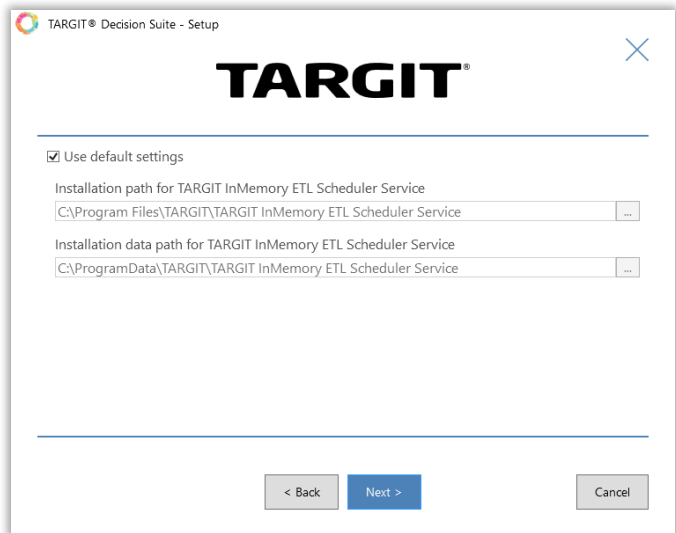 TARGIT® Decision Suite - Setup
TARGIT®
Use default settings
Installation path for TARGIT InMemory ETL Scheduler Service
C:\Program Files\TARGIT\TARGIT InMemory ETL Scheduler Service
...
Installation data path for TARGIT InMemory ETL Scheduler Service
C:\ProgramData\TARGIT\TARGIT InMemory ETL Scheduler Service
...
< Back
Next >
Cancel